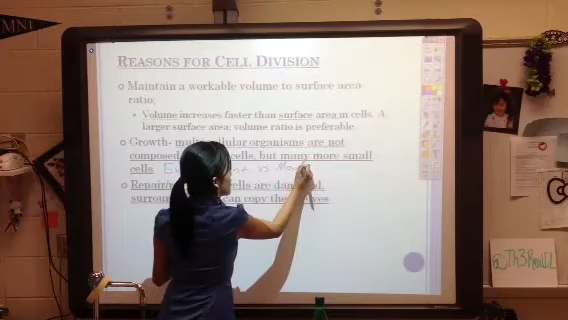 MNI
REASONS FOR CELL DIVISION
Maintain a workable volume to surface area
ratio;
Volume increases faster than surface area in cells. A
larger surface area; volume ratio is preferable.
Growth- multicellular organisms are not
composed cells, but many more small
cells
vs
Repair/ cells are damaged,
can copy